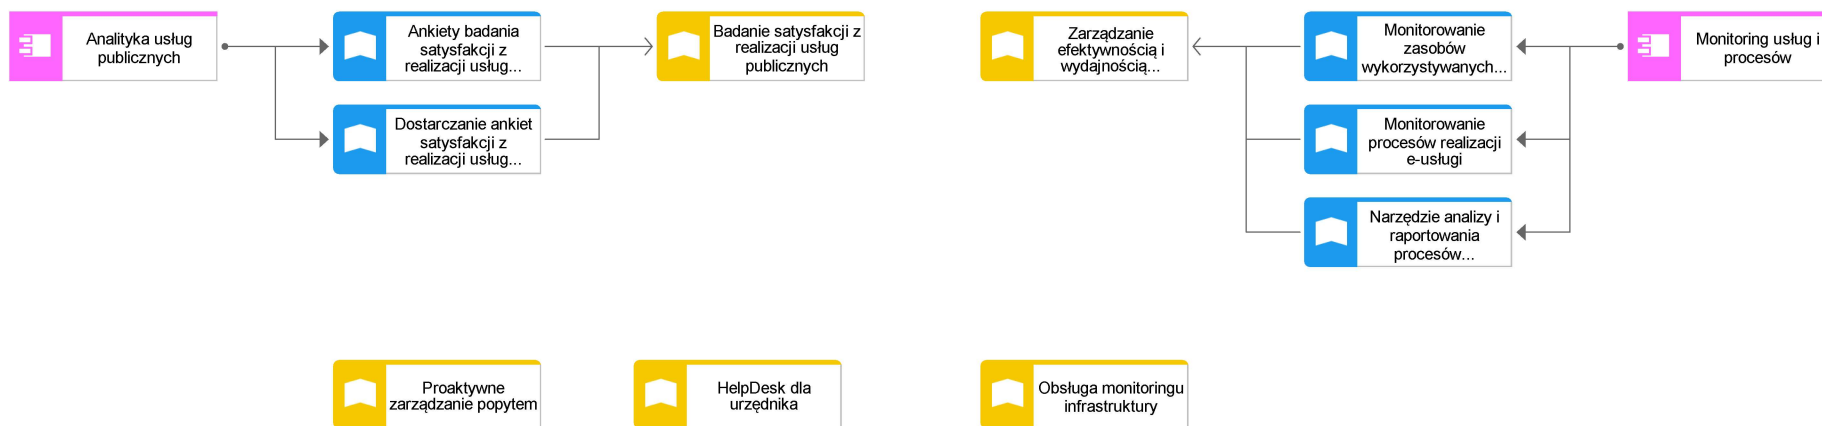 Analityka usług
publicznych
Ankiety badania
satysfakcji z
realizacji usług...
Badanie satysfakcji z
realizacji usług
publicznych
Zarządzanie
efektywnością i
wydajnością...
Monitorowanie
zasobów
wykorzystywanych...
Monitoring usług i
procesów
Dostarczanie ankiet
satysfakcji z
realizacji usług...
Monitorowanie
procesów realizacji
e-usługi
Narzędzie analizy i
raportowania
procesów...
Proaktywne
zarządzanie popytem
HelpDesk dla
urzędnika
Obsługa monitoringu
infrastruktury